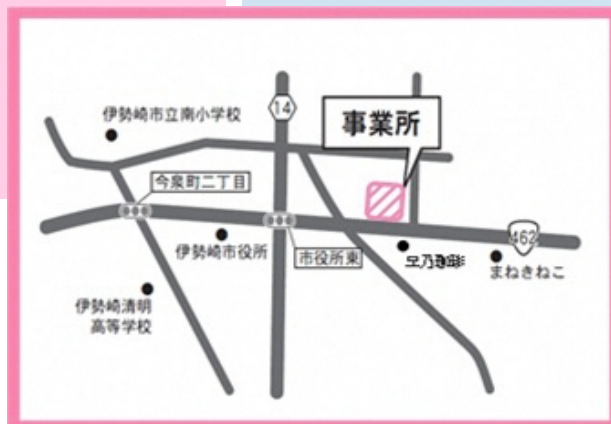 伊勢崎市立南小学校
14
事業所
今泉町二丁目
伊勢崎市役所
市役所東
462
まねきねこ
伊勢崎清明
高等学校